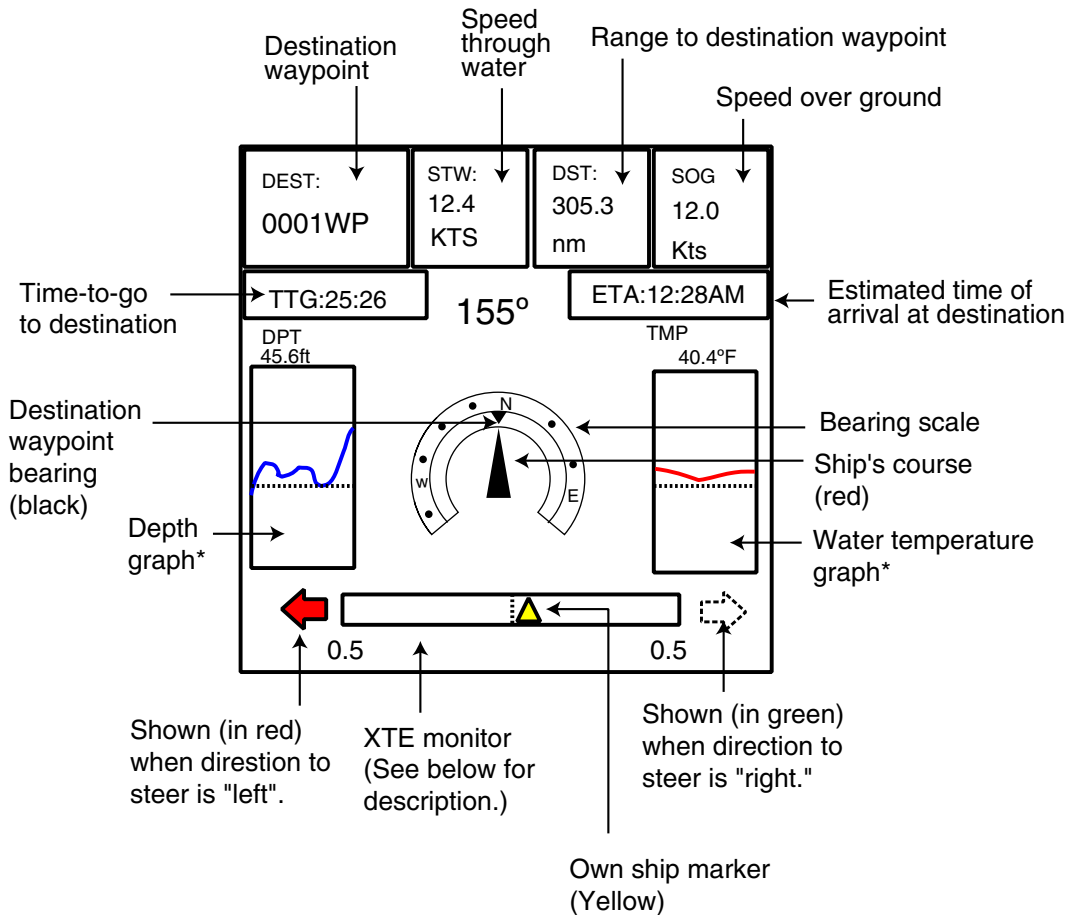 Destination
waypoint
Speed
through
water
Range to destination waypoint
Speed over ground
DEST:
0001WP
STW:
12.4
KTS
DST:
305.3
nm
SOG
12.0
Kts
Time-to-go
to destination
TTG:25:26
155º
ETA:12:28AM
Estimated time of
arrival at destination
DPT
45.6ft
TMP
40.4ºF
Destination
waypoint
bearing
(black)
N
W
E
Bearing scale
Ship's course
(red)
Depth
graph*
Water temperature
graph*
0.5
0.5
Shown (in red)
when direstion to
steer is "left".
XTE monitor
(See below for
description.)
Shown (in green)
when direction to
steer is "right."
Own ship marker
(Yellow)